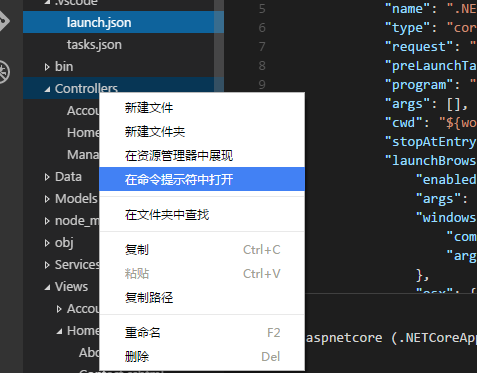 .vscode
launch.json
tasks.json
bin
Controllers
Accou
Home
Mana
Data
Models
node_m
obj
Services
Views
Accou
Home
Abo
新建文件
新建文件夹
在资源管理器中展现
在命令提示符中打开
在文件夹中查找
复制 Ctrl+C
粘贴 Ctrl+V
复制路径
重命名 F2
删除 Del
5 "name": ".NE
6 "type": "cor
7 "request": "
8 "preLaunchTa
9 "program": "
"args": [],
"cwd": "${wo
"stopAtEntry
"launchBrows
"enabled
"args":
"windows
"com
"arg
},
"osx": {
aspnetcore (.NETCoreApp